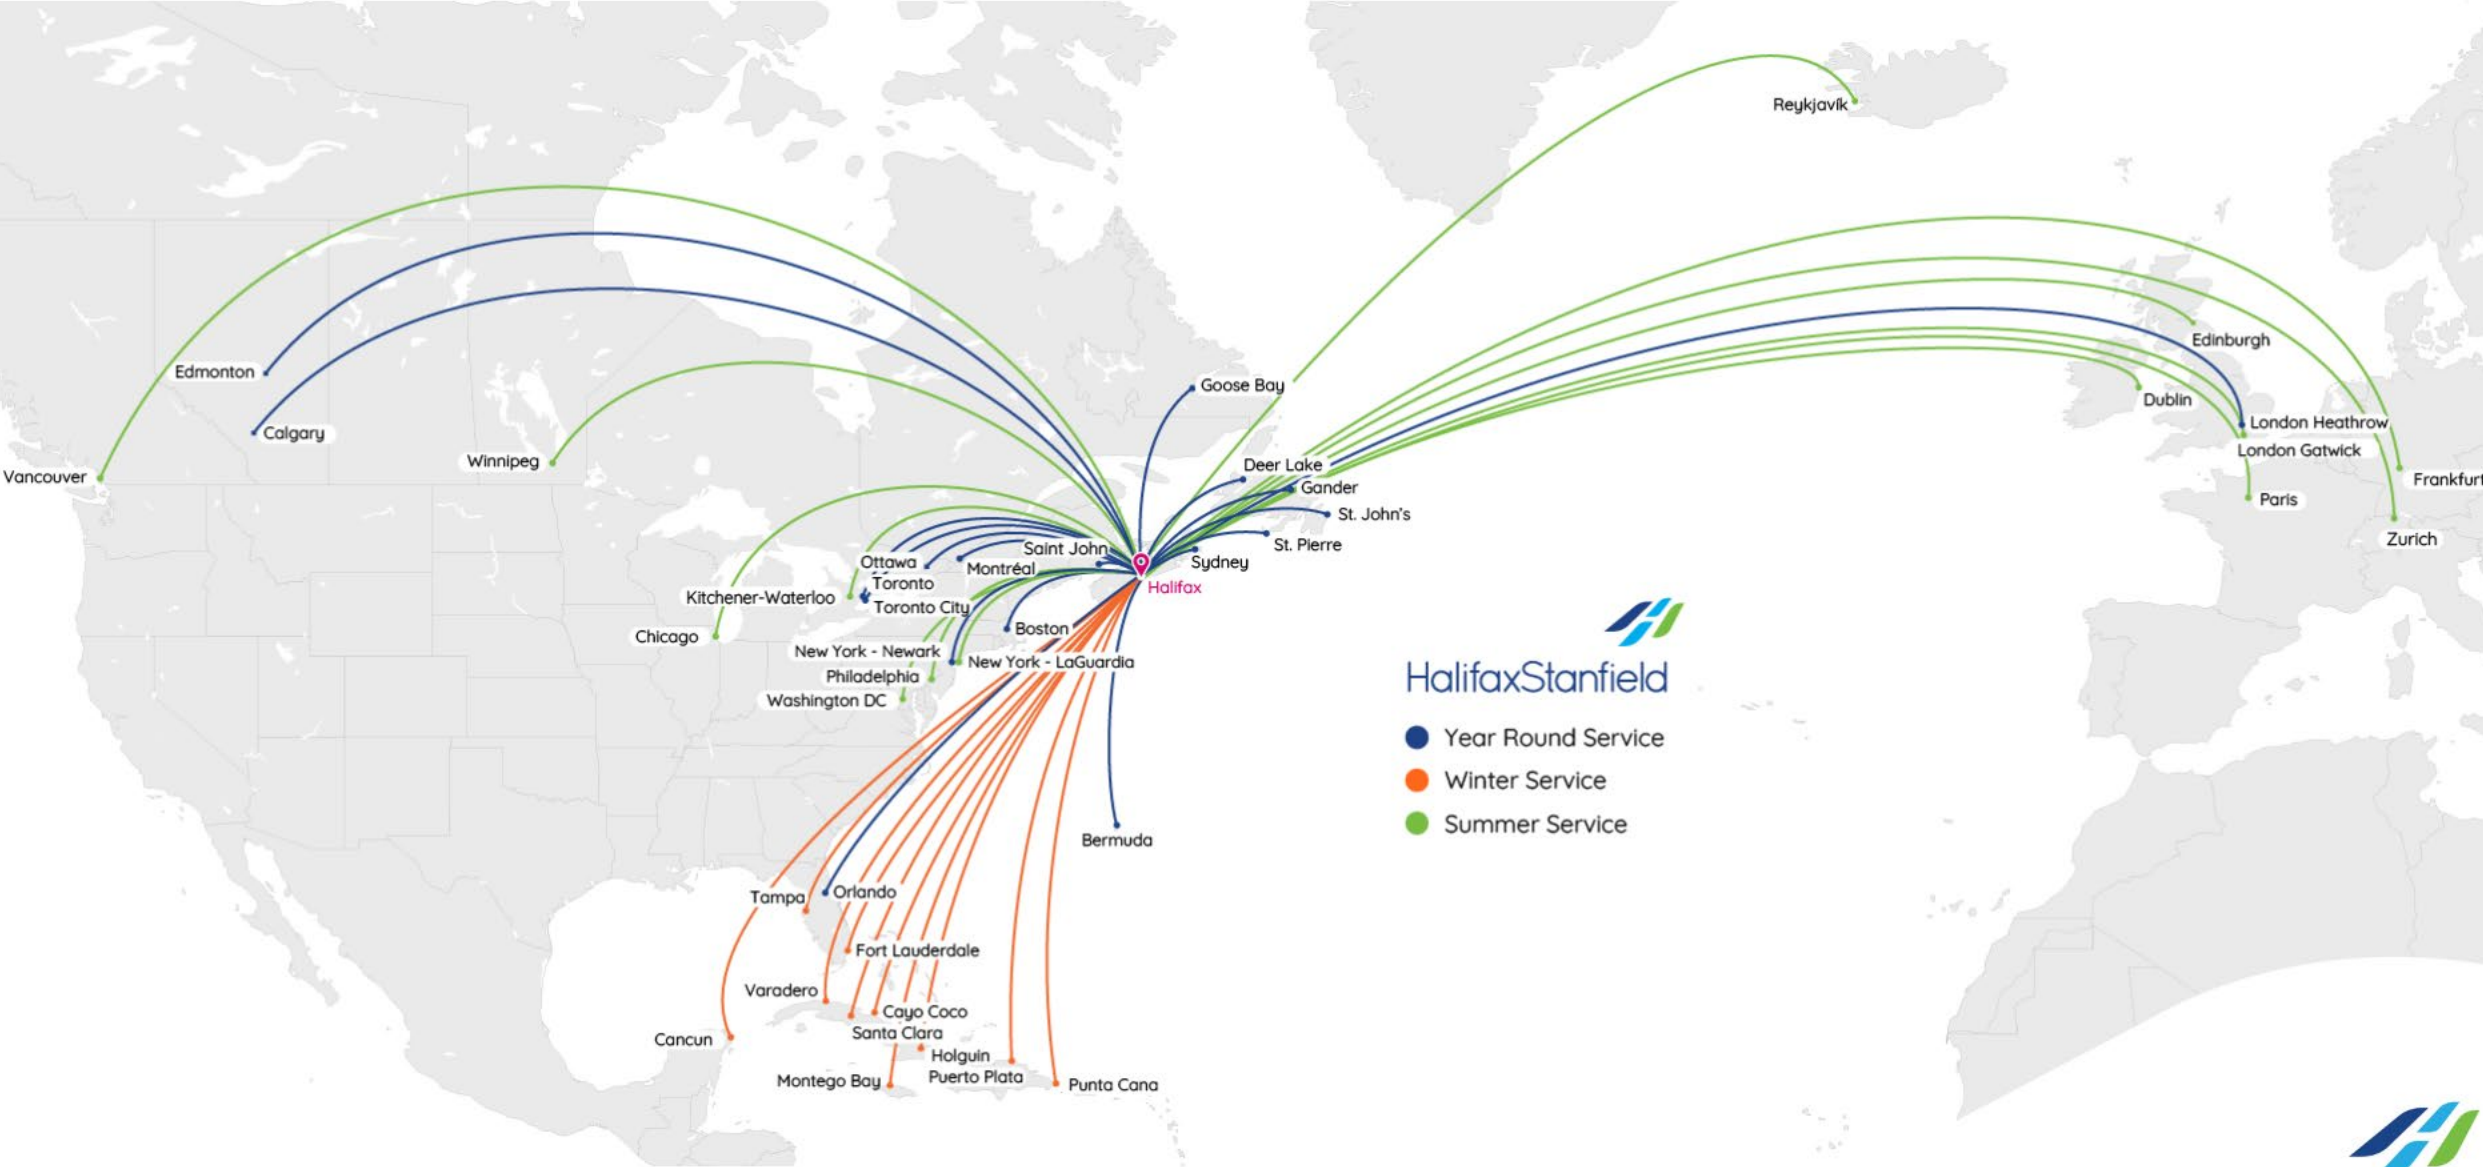 Reykjavík
Edinburgh
Edmonton
Goose Bay
Dublin
London Heathrow
Calgary
London Gatwick
Winnipeg
Deer Lake
Vancouver
Gander
Frankfurt
Paris
St. John's
Zurich
St. Pierre
Saint John
Ottawa
Montréal
Sydney
Toronto
Halifax
Kitchener-Waterloo
Toronto City
Chicago
Boston
New York - Newark
New York - LaGuardia
Philadelphia
Washington DC
HalifaxStanfield
Year Round Service
Winter Service
Summer Service
Bermuda
Tampa
Orlando
Fort Lauderdale
Varadero
Cayo Coco
Santa Clara
Cancun
Holguin
Puerto Plata
Montego Bay
Punta Cana